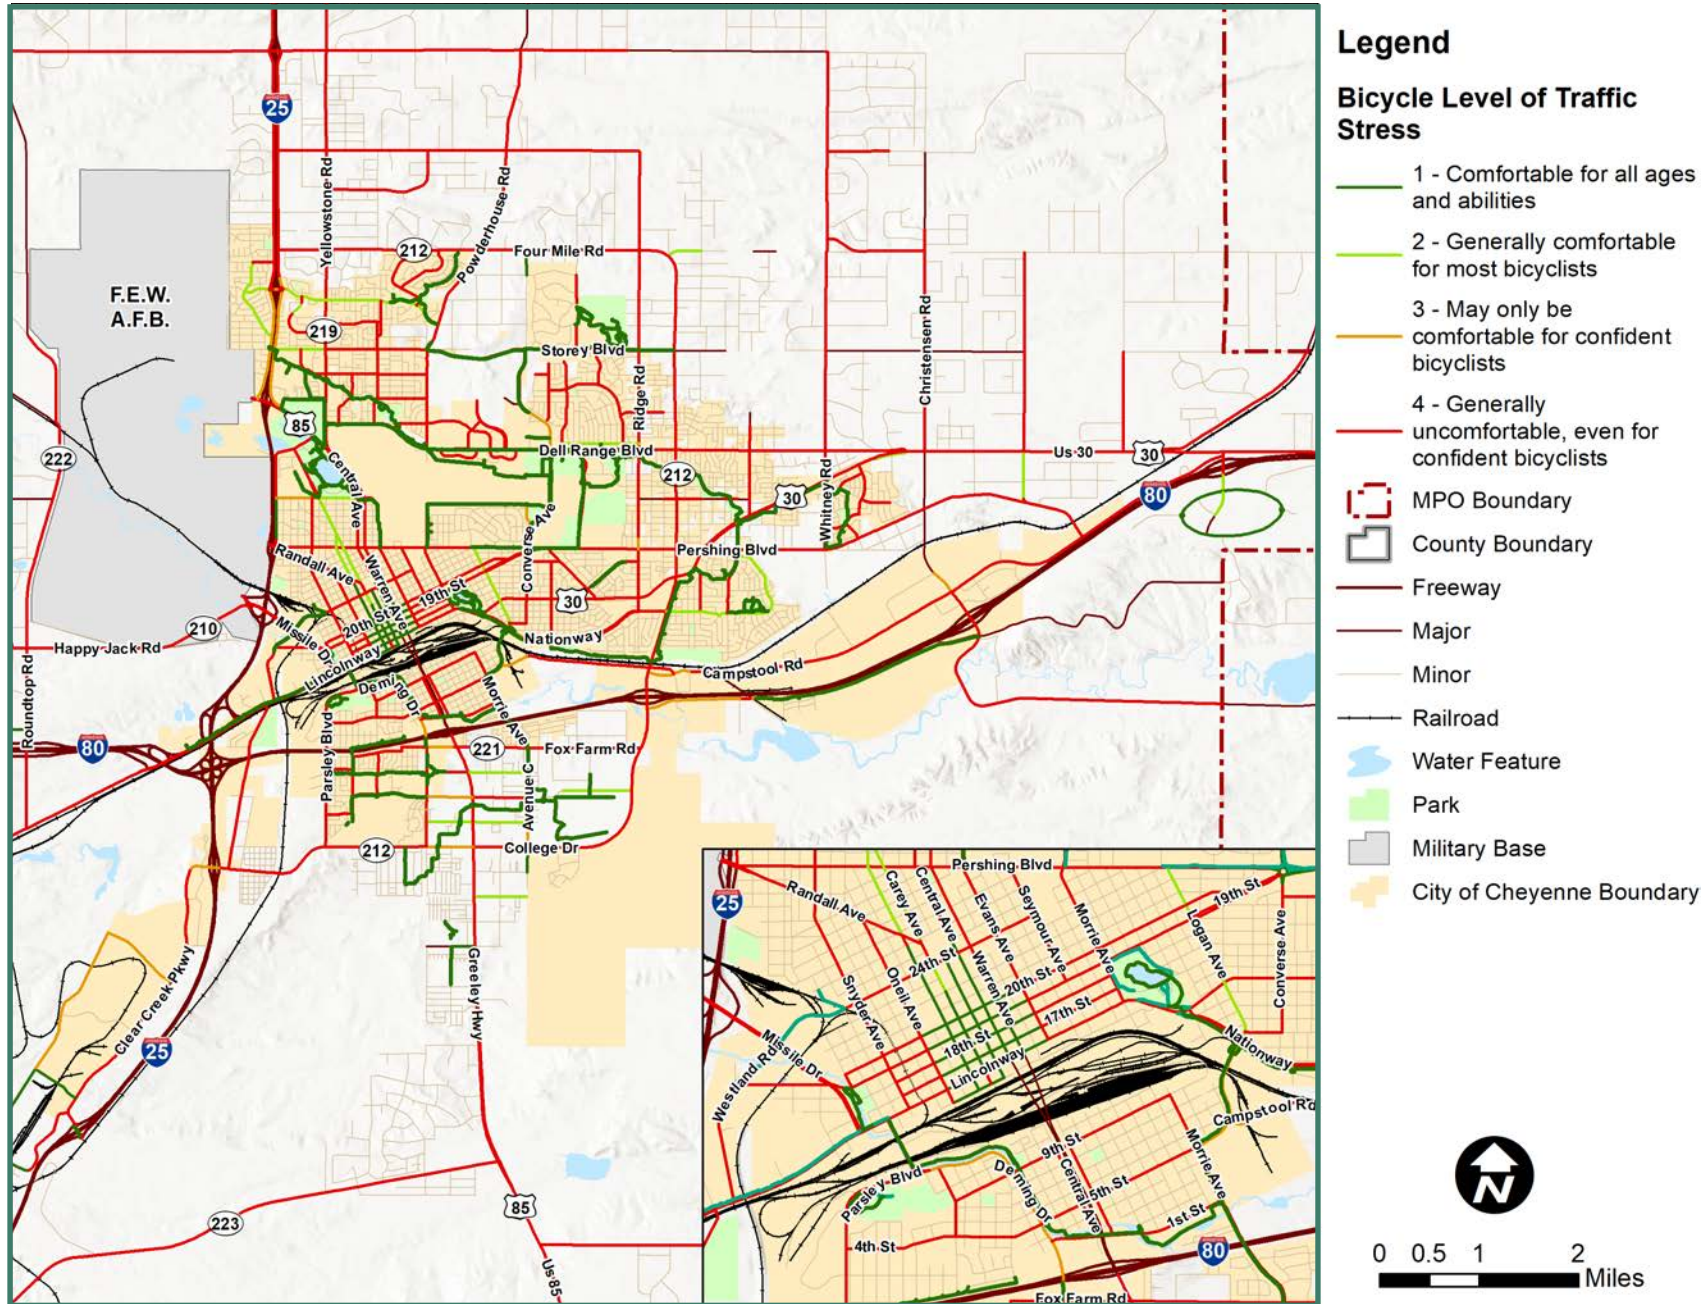 25
Yellowstone Rd
Powderhouse Rd
212
Four Mile Rd
F.E.W.
A.F.B.
219
Storey Blvd
Ridge Rd
Christensen Rd
85
222
Central Ave
Dell Range Blvd
212
Us 30
30
30
80
Whitney Rd
Converse Ave
Pershing Blvd
Randall Ave
Warren Ave
19th St
20th St
30
210
Happy Jack Rd
Missile Dr
Nationway
Lincolnway
Campstool Rd
Deming Dr
Morrie Ave
Roundtop Rd
80
Parsley Blvd
221
Fox Farm Rd
Avenue C
212
College Dr
Clear Creek Pkwy
25
Greeley Hwy
223
85
Us 85
Pershing Blvd
25
Randall Ave
Carey Ave
Central Ave
Evans Ave
Seymour Ave
Morrie Ave
19th St
Logan Ave
Converse Ave
24th St
20th St
Warren Ave
Oneil Ave
Snyder Ave
17th St
18th St
Lincolnway
Missile Dr
Westland Rd
Nationway
Campstool Rd
9th St
Morrie Ave
Parsley Blvd
Deming Dr
Central Ave
5th St
1st St
4th St
80
Fox Farm Rd
Legend
Bicycle Level of Traffic
Stress
1 - Comfortable for all ages
and abilities
2 - Generally comfortable
for most bicyclists
3 - May only be
comfortable for confident
bicyclists
4 - Generally
uncomfortable, even for
confident bicyclists
MPO Boundary
County Boundary
Freeway
Major
Minor
Railroad
Water Feature
Park
Military Base
City of Cheyenne Boundary
N
0 0.5 1 2
Miles